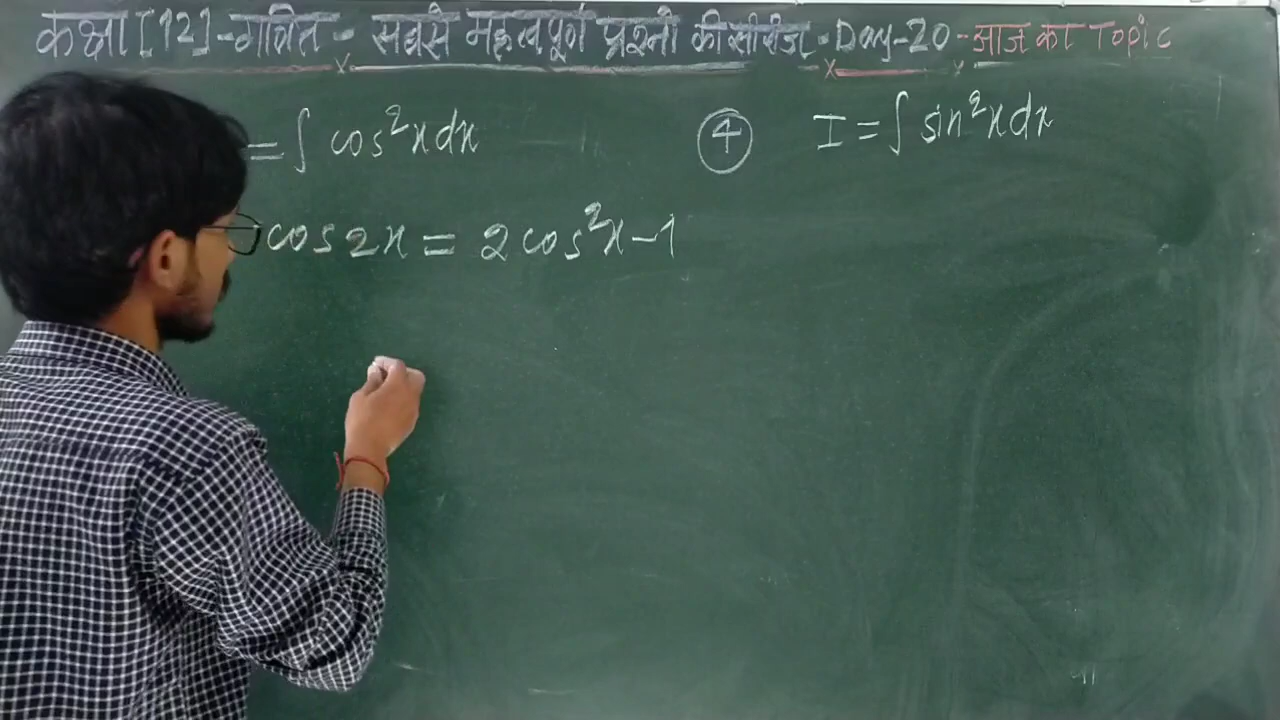 कक्षा [12] - गणित - सबसे महत्वपूर्ण प्रश्नों की सीरीज - Day-20 - आज का Topic
= ∫ cos²x dx
④ I = ∫ sin²x dx
cos2x = 2cos²x - 1